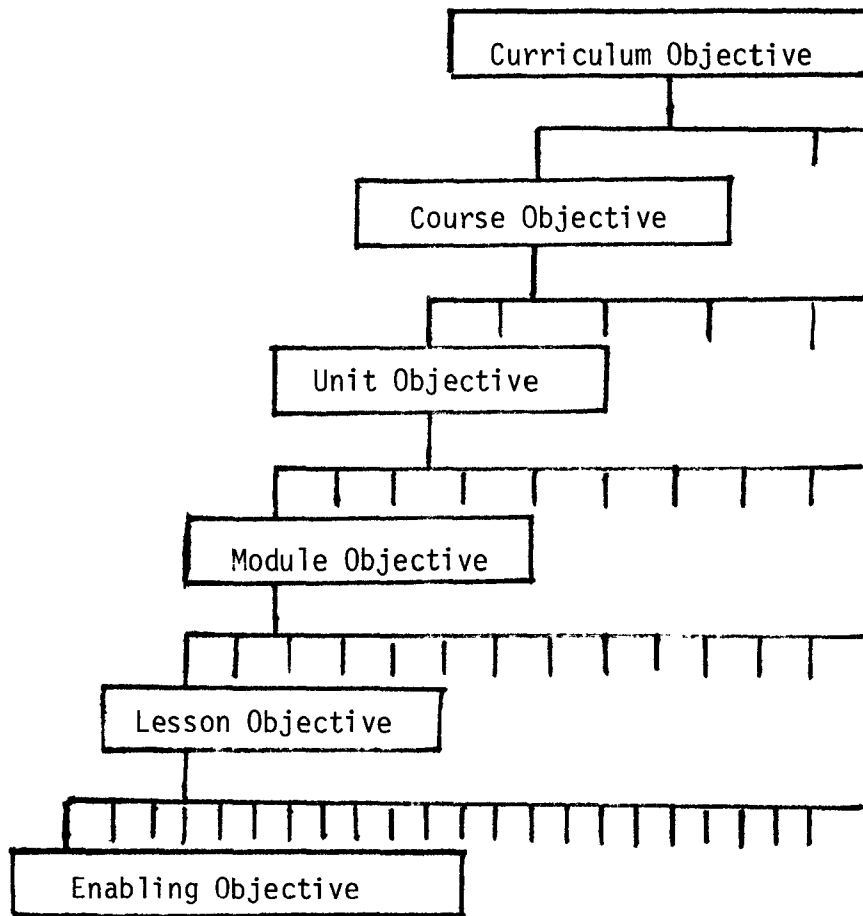 Curriculum Objective
Course Objective
Unit Objective
Module Objective
Lesson Objective
Enabling Objective